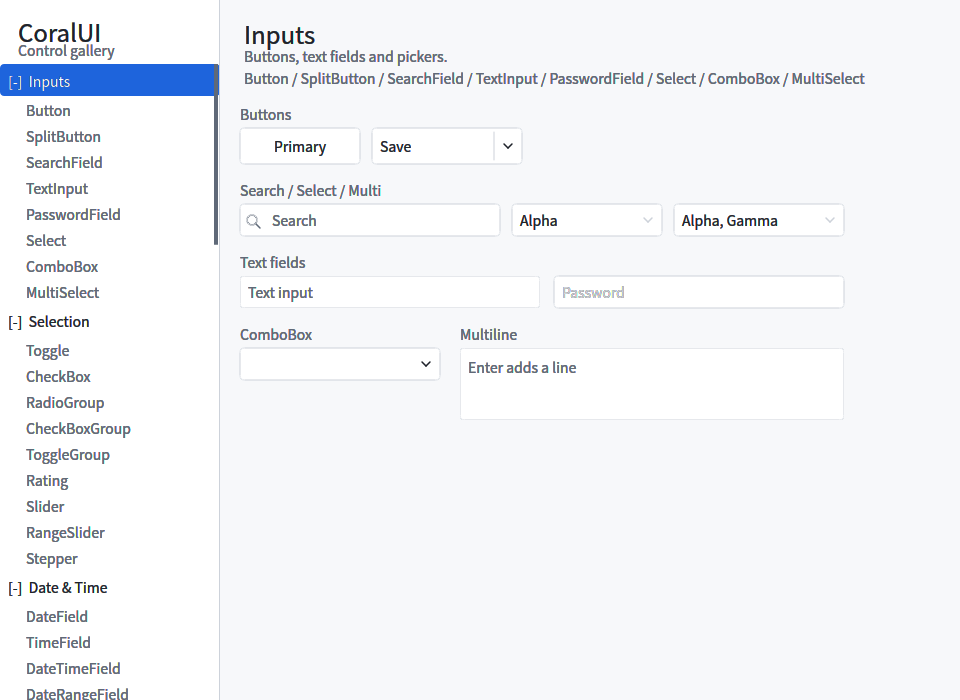 CoralUI
Control gallery
[-] Inputs
Button
SplitButton
SearchField
TextInput
PasswordField
Select
ComboBox
MultiSelect
[-] Selection
Toggle
CheckBox
RadioGroup
CheckBoxGroup
ToggleGroup
Rating
Slider
RangeSlider
Stepper
[-] Date & Time
DateField
TimeField
DateTimeField
DateRangeField
Inputs
Buttons, text fields and pickers.
Button / SplitButton / SearchField / TextInput / PasswordField / Select / ComboBox / MultiSelect
Buttons
Primary Save
Search / Select / Multi
Search Alpha Alpha, Gamma
Text fields
Text input Password
ComboBox Multiline
Enter adds a line